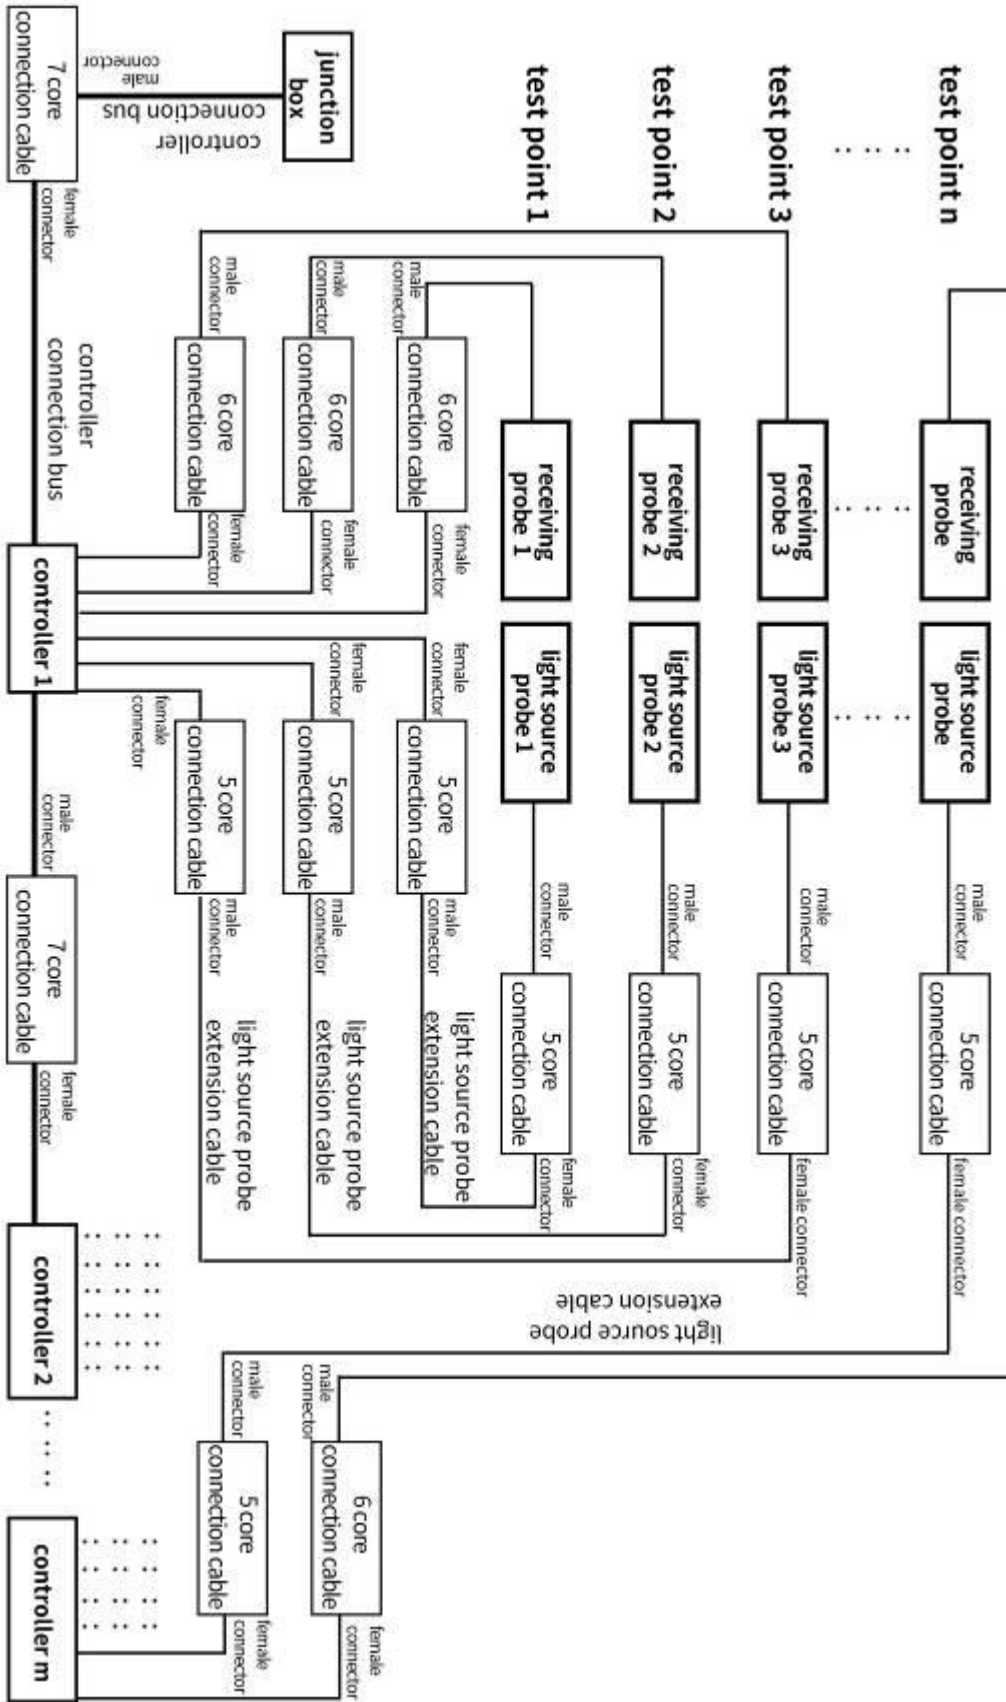 test point n
receiving
probe
light source
probe
male
connector
5 core
connection cable
female connector
test point 3
receiving
probe 3
light source
probe 3
male
connector
5 core
connection cable
female connector
test point 2
receiving
probe 2
light source
probe 2
male
connector
5 core
connection cable
female
connector
light source probe
extension cable
test point 1
receiving
probe 1
light source
probe 1
male
connector
5 core
connection cable
female
connector
male
connector
6 core
connection cable
female
connector
female
connector
5 core
connection cable
male
connector
light source probe
extension cable
male
connector
6 core
connection cable
female
connector
junction
box
male
connector
6 core
connection cable
female
connector
female
connector
5 core
connection cable
male
connector
light source probe
extension cable
controller
connection bus
male
connector
male
connector
6 core
connection cable
female
connector
female
connector
5 core
connection cable
male
connector
light source probe
extension cable
male
connector
5 core
connection cable
female
connector
7 core
connection cable
female
connector
controller
connection bus
controller 1
male
connector
7 core
connection cable
female
connector
controller 2
controller m